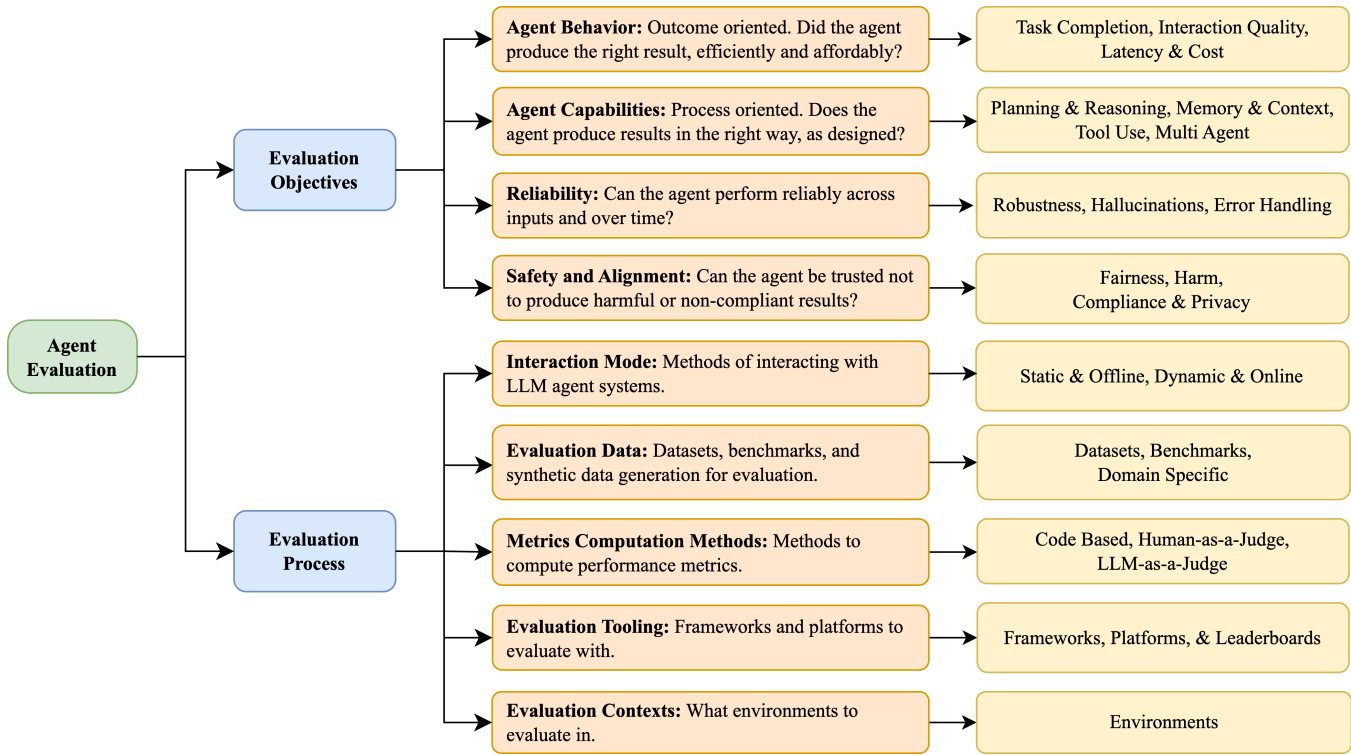 Agent
Evaluation
Evaluation
Objectives
Agent Behavior: Outcome oriented. Did the agent
produce the right result, efficiently and affordably?
Task Completion, Interaction Quality,
Latency & Cost
Agent Capabilities: Process oriented. Does the
agent produce results in the right way, as designed?
Planning & Reasoning, Memory & Context,
Tool Use, Multi Agent
Reliability: Can the agent perform reliably across
inputs and over time?
Robustness, Hallucinations, Error Handling
Safety and Alignment: Can the agent be trusted not
to produce harmful or non-compliant results?
Fairness, Harm,
Compliance & Privacy
Evaluation
Process
Interaction Mode: Methods of interacting with
LLM agent systems.
Static & Offline, Dynamic & Online
Evaluation Data: Datasets, benchmarks, and
synthetic data generation for evaluation.
Datasets, Benchmarks,
Domain Specific
Metrics Computation Methods: Methods to
compute performance metrics.
Code Based, Human-as-a-Judge,
LLM-as-a-Judge
Evaluation Tooling: Frameworks and platforms to
evaluate with.
Frameworks, Platforms, & Leaderboards
Evaluation Contexts: What environments to
evaluate in.
Environments